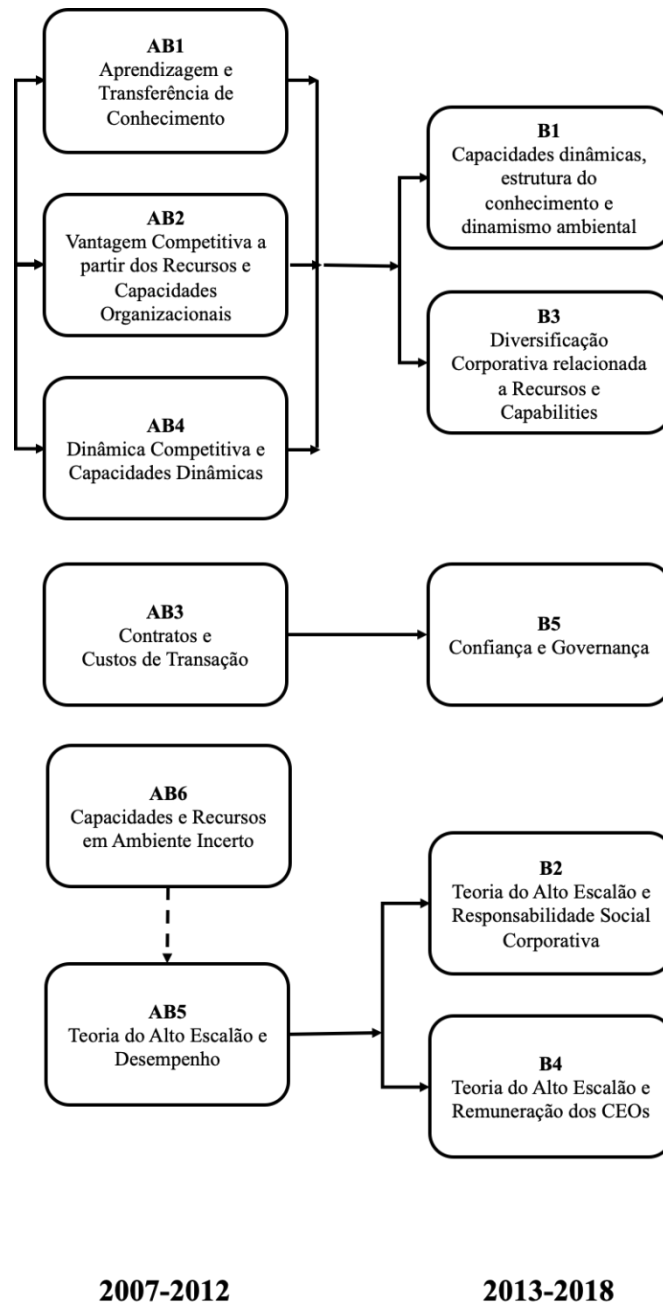 AB1
Aprendizagem e
Transferência de
Conhecimento
AB2
Vantagem Competitiva a
partir dos Recursos e
Capacidades
Organizacionais
AB4
Dinâmica Competitiva e
Capacidades Dinâmicas
B1
Capacidades dinâmicas,
estrutura do
conhecimento e
dinamismo ambiental
B3
Diversificação
Corporativa relacionada
a Recursos e
Capabilities
AB3
Contratos e
Custos de Transação
B5
Confiança e Governança
AB6
Capacidades e Recursos
em Ambiente Incerto
AB5
Teoria do Alto Escalão e
Desempenho
B2
Teoria do Alto Escalão e
Responsabilidade Social
Corporativa
B4
Teoria do Alto Escalão e
Remuneração dos CEOs
2007-2012
2013-2018